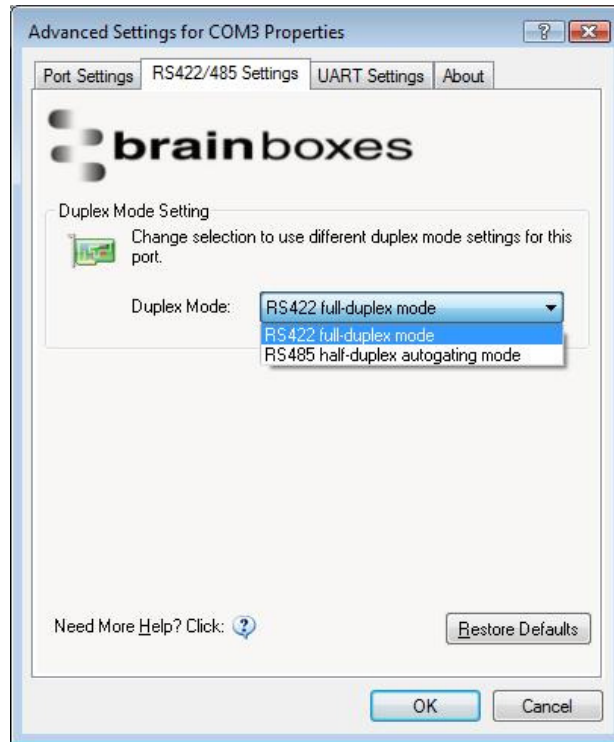 Advanced Settings for COM3 Properties
Port Settings RS422/485 Settings UART Settings About
brainboxes
Duplex Mode Setting
Change selection to use different duplex mode settings for this
port.
Duplex Mode: RS422 full-duplex mode
RS422 full-duplex mode
RS485 half-duplex autogating mode
Need More Help? Click: ?
Restore Defaults
OK Cancel